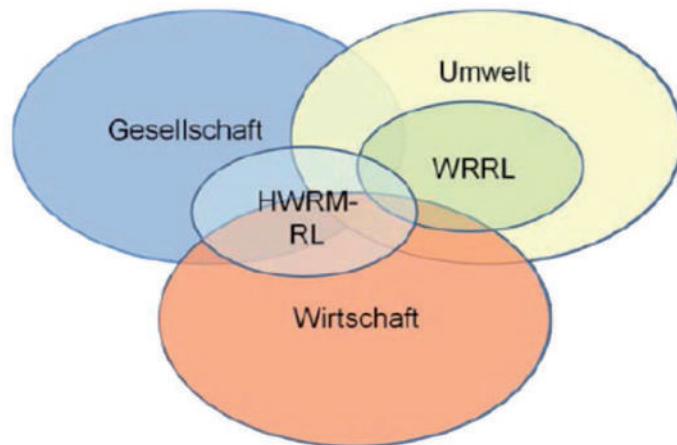 Umwelt
Gesellschaft
WRRL
HWRM-
RL
Wirtschaft